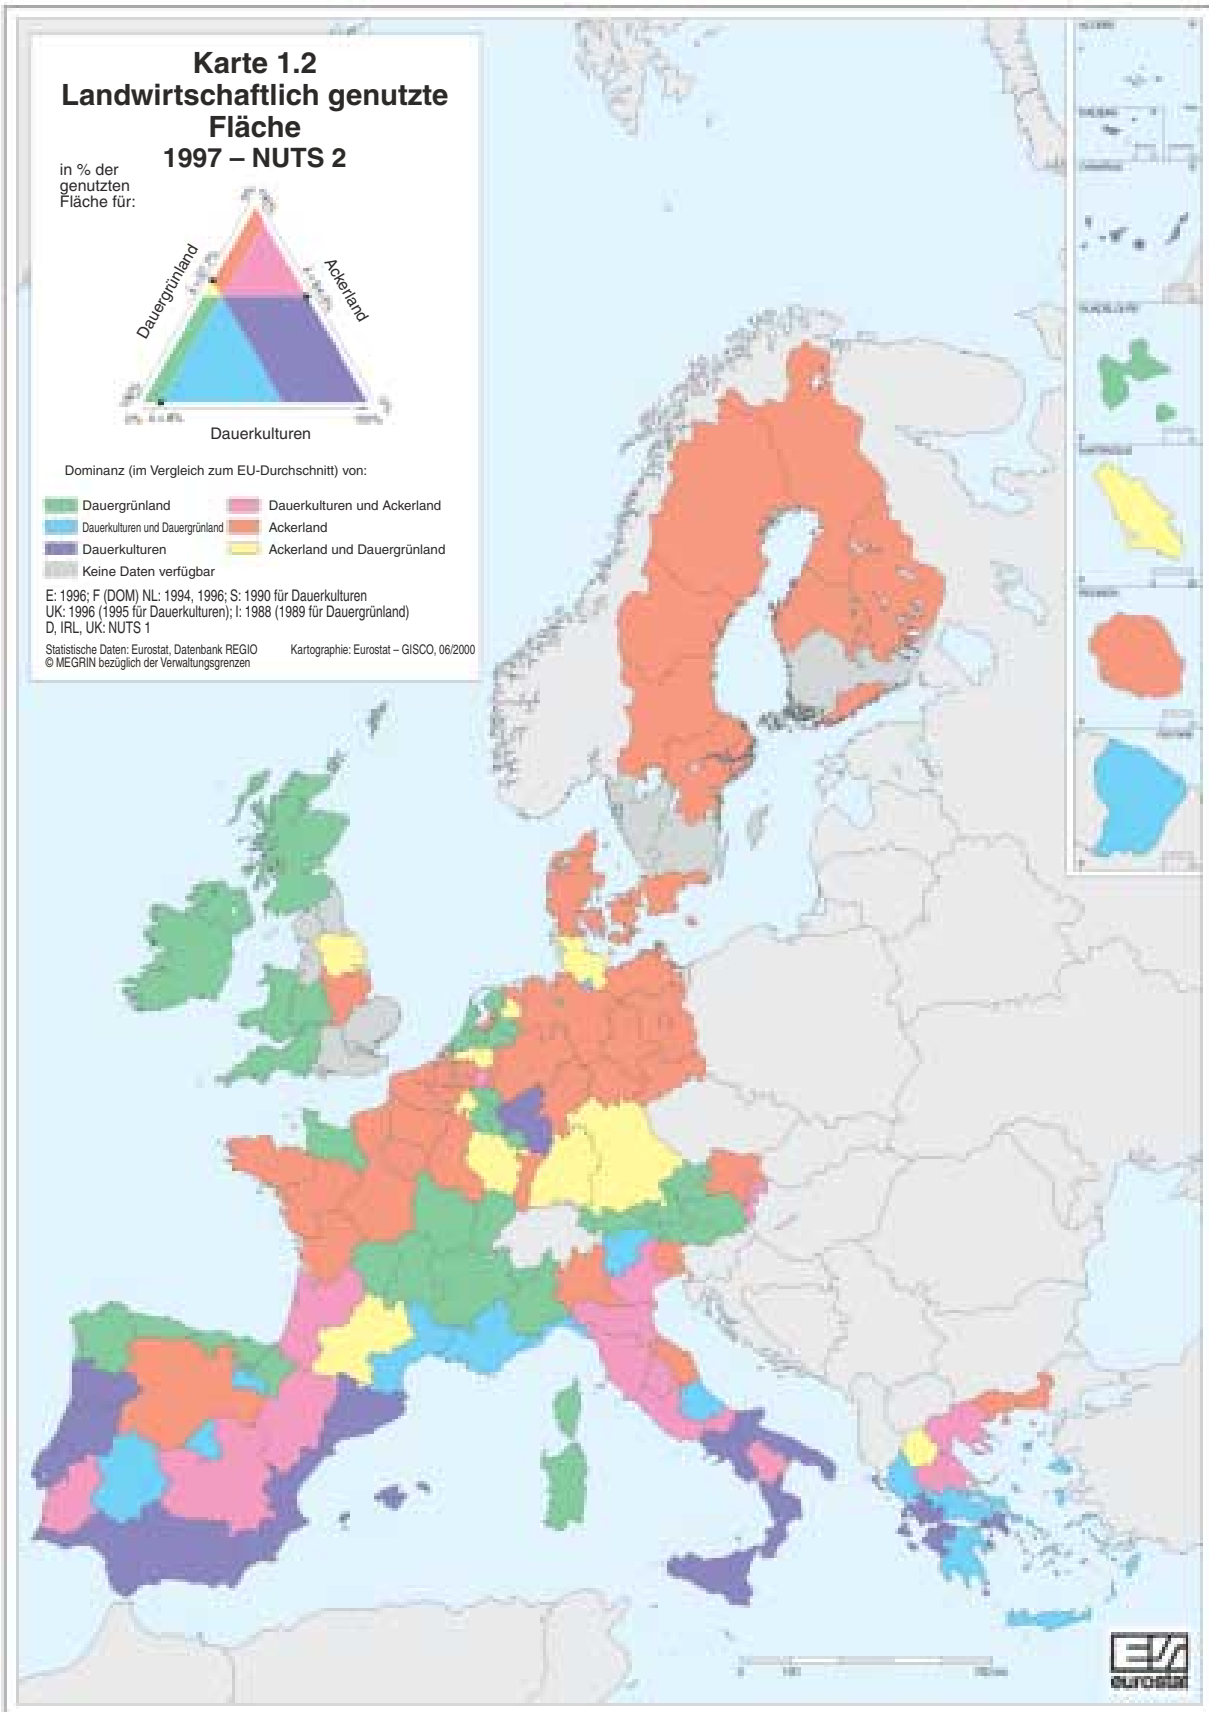 Karte 1.2
Landwirtschaftlich genutzte
Fläche
1997 – NUTS 2
in % der
genutzten
Fläche für:
Dauergrünland
Ackerland
Dauerkulturen
Dominanz (im Vergleich zum EU-Durchschnitt) von:
Dauergrünland
Dauerkulturen und Ackerland
Dauerkulturen und Dauergrünland
Ackerland
Dauerkulturen
Ackerland und Dauergrünland
Keine Daten verfügbar
E: 1996; F (DOM) NL: 1994, 1996; S: 1990 für Dauerkulturen
UK: 1996 (1995 für Dauerkulturen); I: 1988 (1989 für Dauergrünland)
D, IRL, UK: NUTS 1
Statistische Daten: Eurostat, Datenbank REGIO
Kartographie: Eurostat – GISCO, 06/2000
© MEGRIN bezüglich der Verwaltungsgrenzen
eurostat